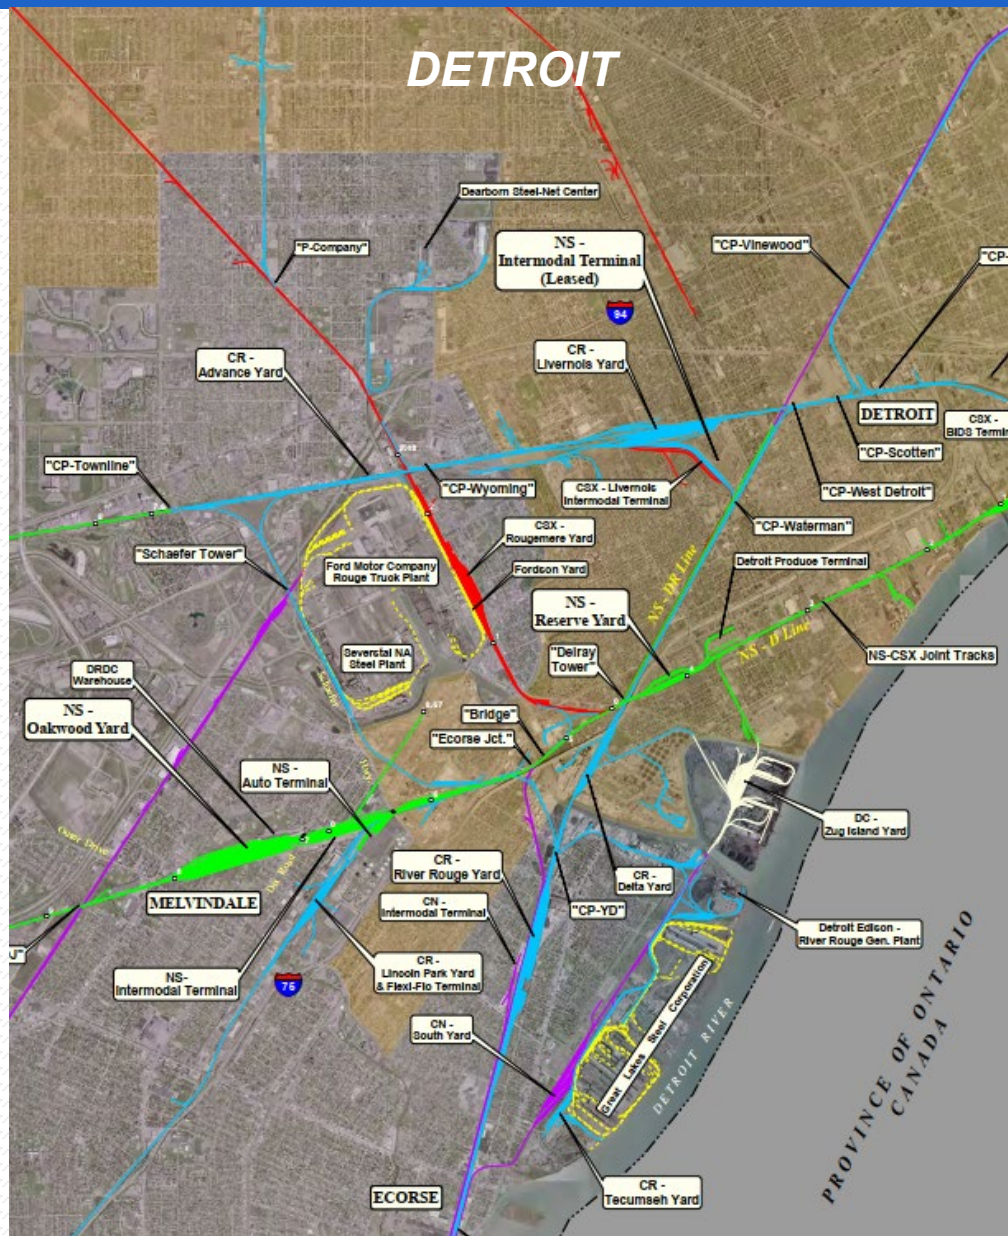 DETROIT
Dearborn Steel-Net Center
"P-Company"
NS -
Intermodal Terminal
(Leased)
"CP-Vinewood"
"CP-
94
CR -
Advance Yard
CR -
Livernois Yard
DETROIT
CSX -
BIDS Termin
"CP-Scotten"
"CP-Townline"
"CP-Wyoming"
CSX - Livernois
Intermodal Terminal
"CP-West Detroit"
"CP-Waterman"
"Schaefer Tower"
Ford Motor Company
Rouge Truck Plant
CSX -
Rougemere Yard
Fordson Yard
Detroit Produce Terminal
NS - DR Line
NS -
Reserve Yard
Severstal NA
Steel Plant
"Delray
Tower"
NS - D Line
NS-CSX Joint Tracks
DRDC
Warehouse
Schaefer
Hwy
NS -
Oakwood Yard
"Bridge"
"Ecorse Jct."
NS -
Auto Terminal
DC -
Zug Island Yard
Outer Drive
Dix Road
CR -
River Rouge Yard
CR -
Delta Yard
MELVINDALE
CN -
Intermodal Terminal
"CP-YD"
Detroit Edison -
River Rouge Gen. Plant
J"
NS-
Intermodal Terminal
75
CR -
Lincoln Park Yard
& Flexi-Flo Terminal
CN -
South Yard
Great Lakes Steel Corporation
DETROIT RIVER
PROVINCE OF ONTARIO
CANADA
ECORSE
CR -
Tecumseh Yard